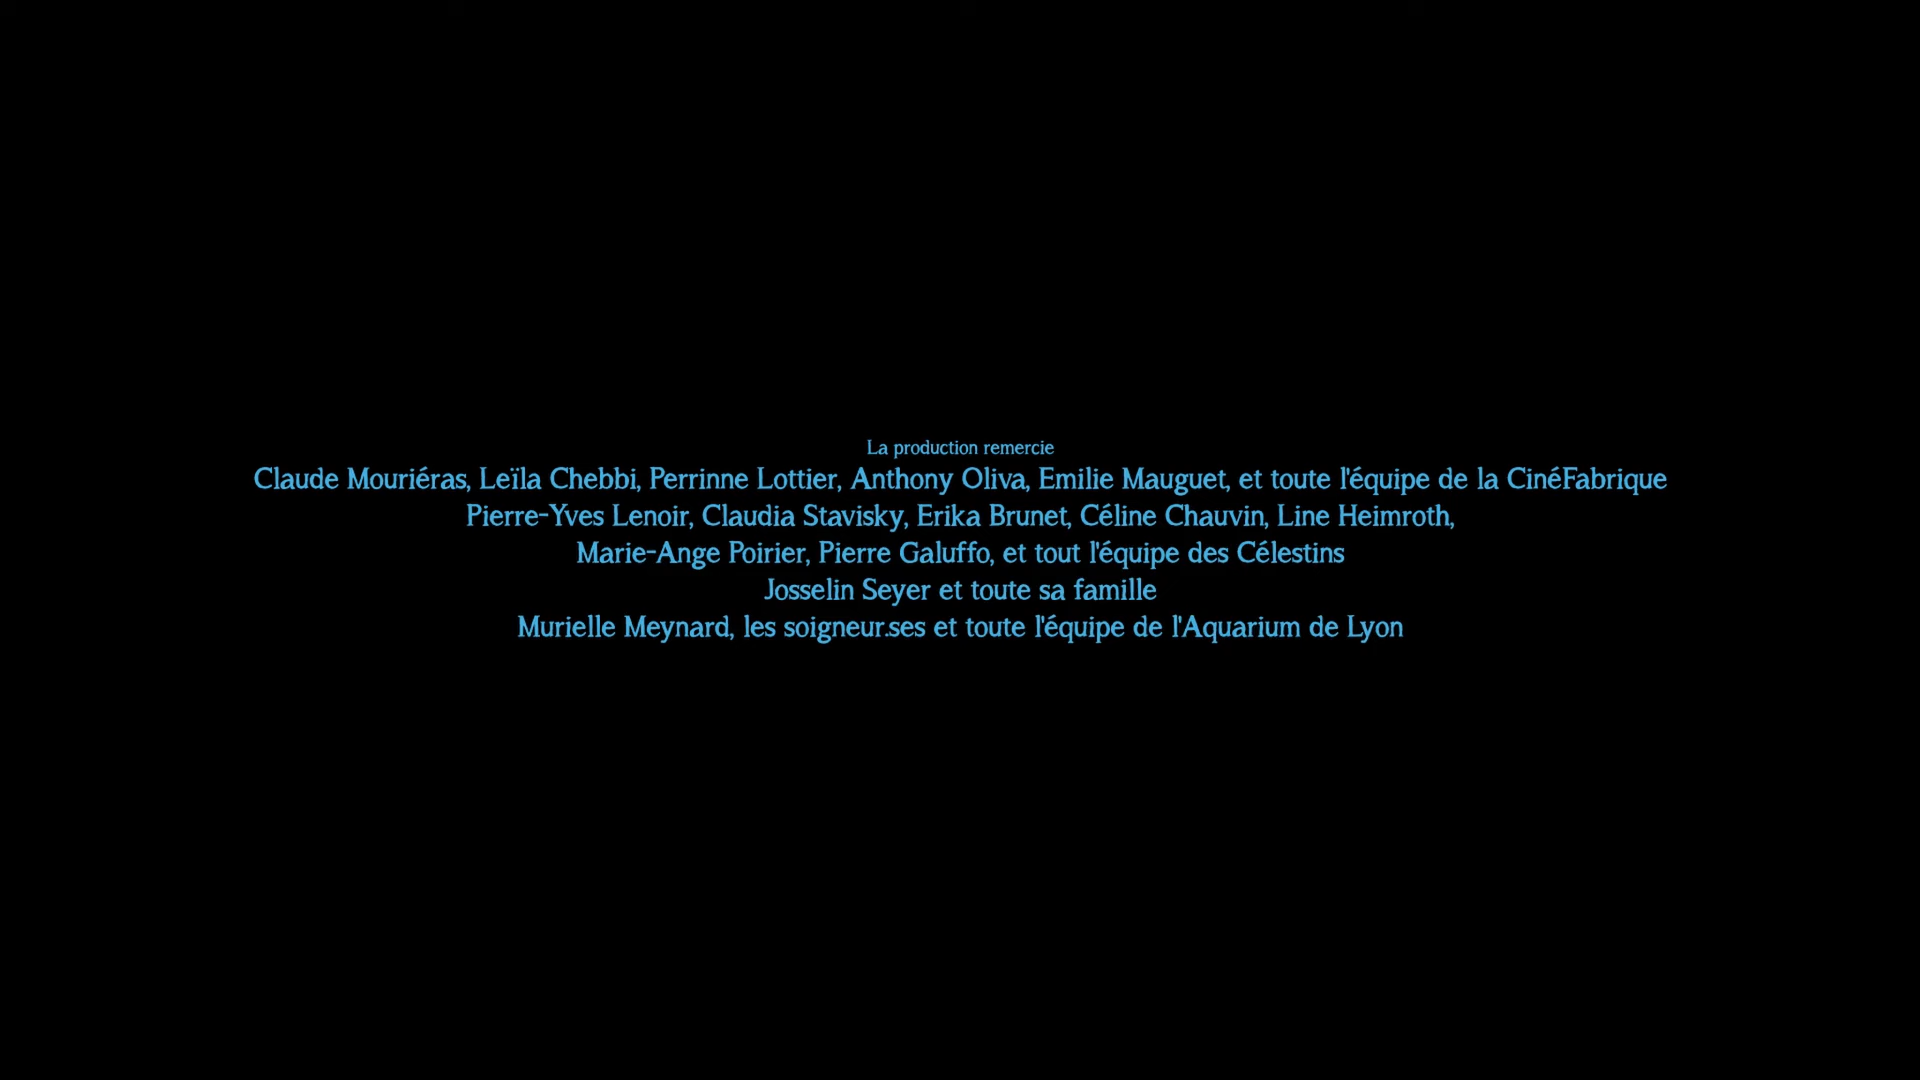 La production remercie
Claude Mouriéras, Leïla Chebbi, Perrinne Lottier, Anthony Oliva, Emilie Mauguet, et toute l'équipe de la CinéFabrique
Pierre-Yves Lenoir, Claudia Stavisky, Erika Brunet, Céline Chauvin, Line Heimroth,
Marie-Ange Poirier, Pierre Galuffo, et tout l'équipe des Célestins
Josselin Seyer et toute sa famille
Murielle Meynard, les soigneur.ses et toute l'équipe de l'Aquarium de Lyon